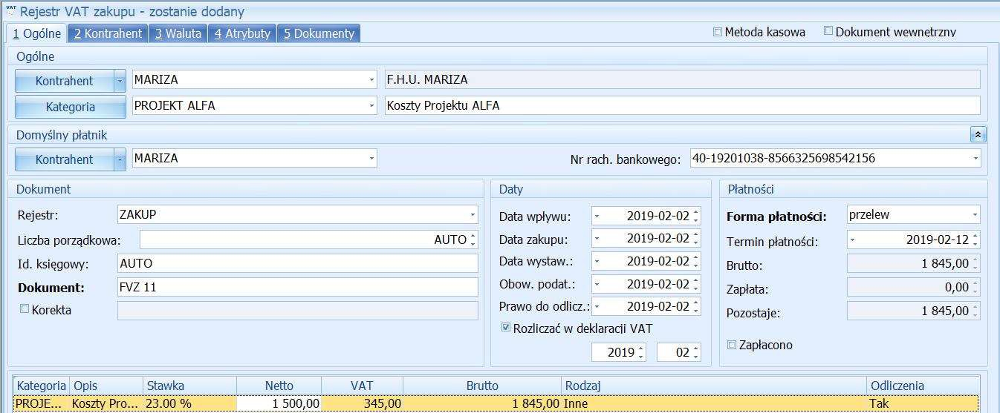 VAT Rejestr VAT zakupu - zostanie dodany
1 Ogólne 2 Kontrahent 3 Waluta 4 Atrybuty 5 Dokumenty Metoda kasowa Dokument wewnętrzny
Ogólne
Kontrahent MARIZA F.H.U. MARIZA
Kategoria PROJEKT ALFA Koszty Projektu ALFA
Domyślny płatnik
Kontrahent MARIZA Nr rach. bankowego: 40-19201038-8566325698542156
Dokument Daty Płatności
Rejestr: ZAKUP Data wpływu: 2019-02-02 Forma płatności: przelew
Liczba porządkowa: AUTO Data zakupu: 2019-02-02 Termin płatności: 2019-02-12
Id. księgowy: AUTO Data wystaw.: 2019-02-02 Brutto: 1 845,00
Dokument: FVZ 11 Obow. podat.: 2019-02-02 Zapłata: 0,00
Korekta Prawo do odlicz.: 2019-02-02 Pozostaje: 1 845,00
Rozliczać w deklaracji VAT
2019 02 Zapłacono
Kategoria Opis Stawka Netto VAT Brutto Rodzaj Odliczenia
PROJE... Koszty Pro... 23.00 % 1 500,00 345,00 1 845,00 Inne Tak